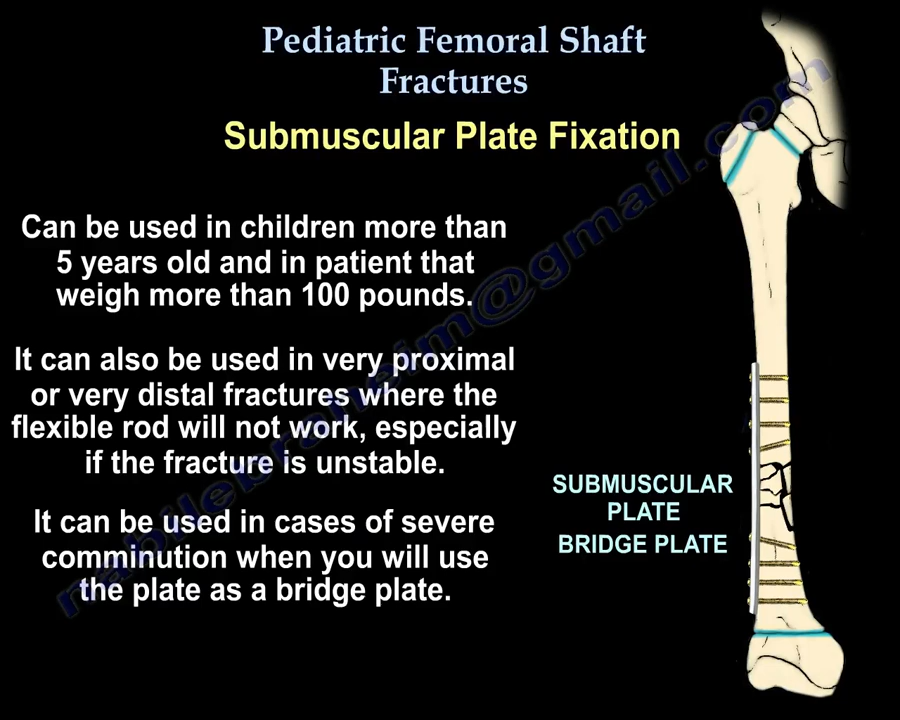 Pediatric Femoral Shaft
Fractures
Submuscular Plate Fixation
Can be used in children more than
5 years old and in patient that
weigh more than 100 pounds.
It can also be used in very proximal
or very distal fractures where the
flexible rod will not work, especially
if the fracture is unstable.
It can be used in cases of severe
comminution when you will use
the plate as a bridge plate.
SUBMUSCULAR
PLATE
BRIDGE PLATE
nabilebraheim@gmail.com